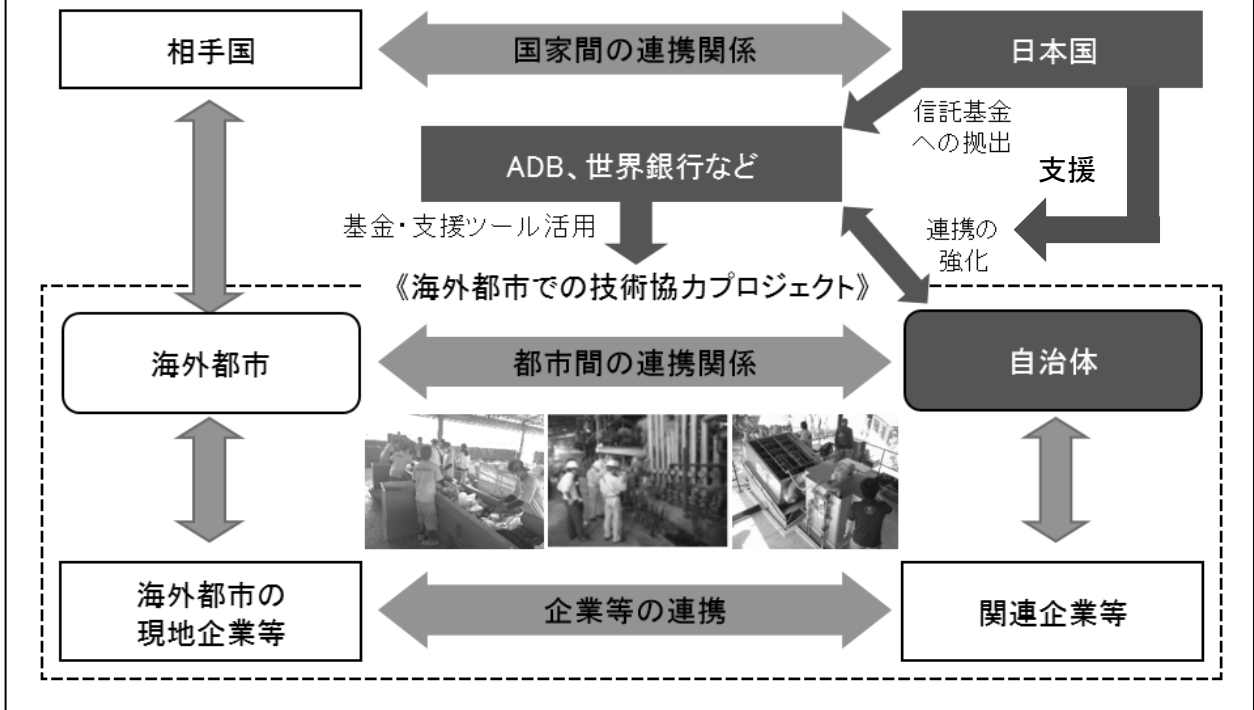 相手国
国家間の連携関係
日本国
信託基金
への拠出
ADB、世界銀行など
支援
基金・支援ツール活用
連携の
強化
《海外都市での技術協力プロジェクト》
海外都市
都市間の連携関係
自治体
海外都市の
現地企業等
企業等の連携
関連企業等